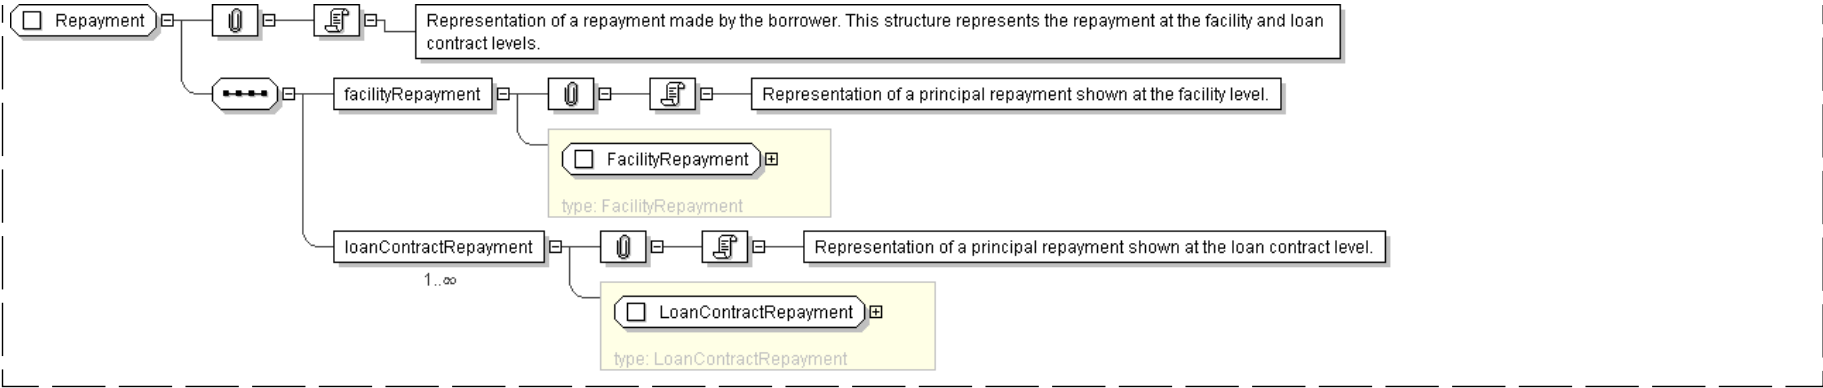 Repayment
Representation of a repayment made by the borrower. This structure represents the repayment at the facility and loan
contract levels.
facilityRepayment
Representation of a principal repayment shown at the facility level.
FacilityRepayment
type: FacilityRepayment
loanContractRepayment
Representation of a principal repayment shown at the loan contract level.
1..∞
LoanContractRepayment
type: LoanContractRepayment